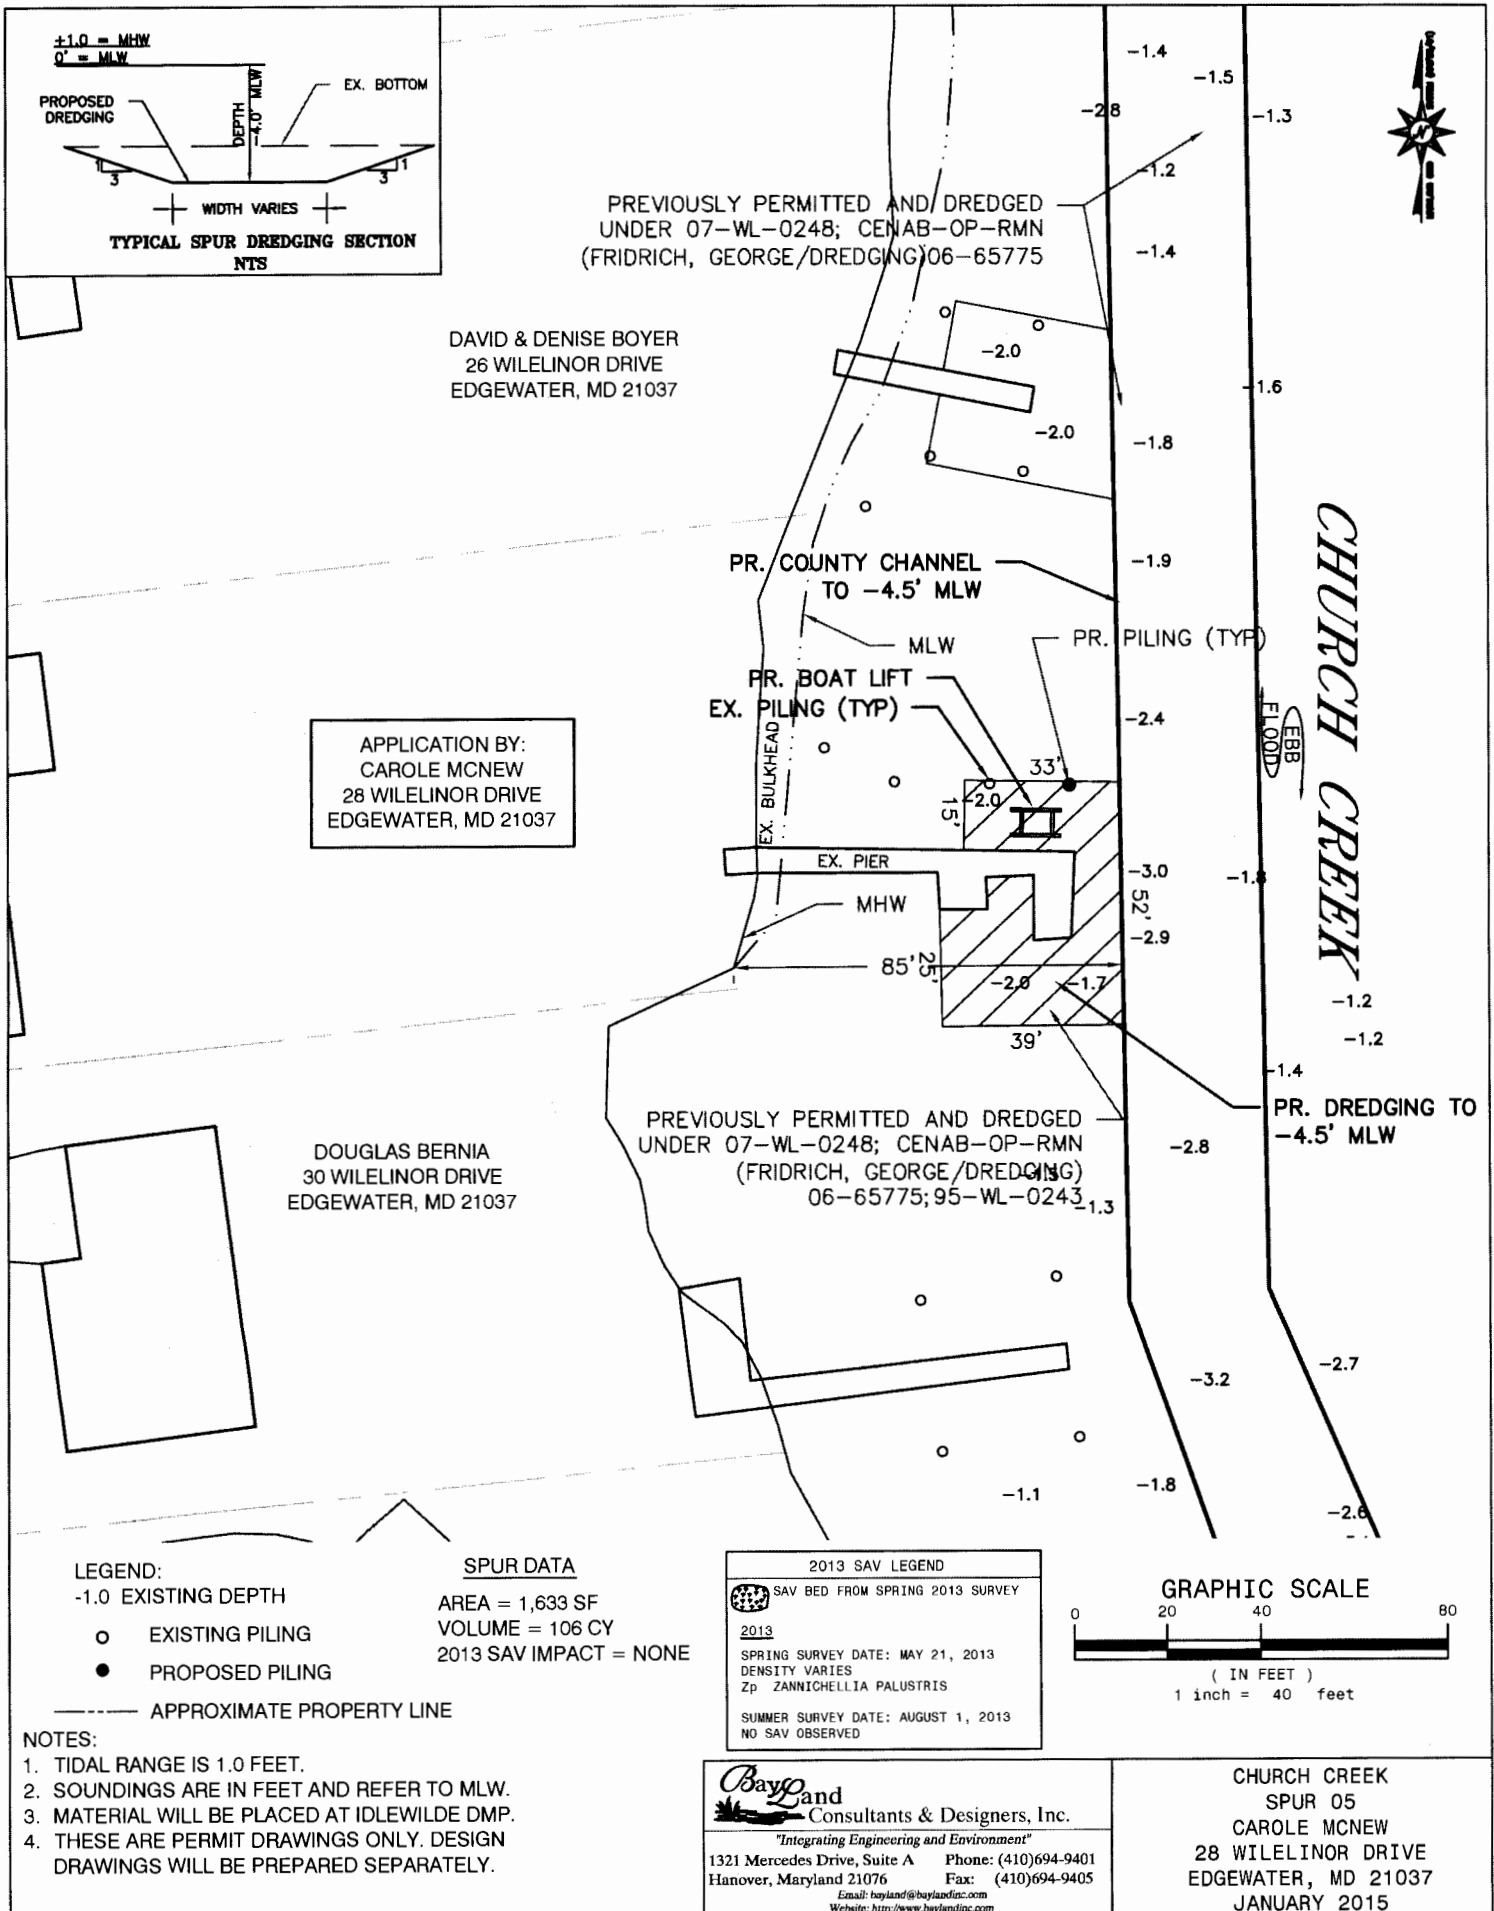 +1.0 = MHW
0' = MLW
PROPOSED
DREDGING
DEPTH
-4.0' MLW
EX. BOTTOM
1
3
3
1
WIDTH VARIES
TYPICAL SPUR DREDGING SECTION
NTS
-1.4
-1.5
-2.8
-1.3
-1.2
N
PREVIOUSLY PERMITTED AND DREDGED
UNDER 07-WL-0248; CENAB-OP-RMN
(FRIDRICH, GEORGE/DREDGING)06-65775
-1.4
DAVID & DENISE BOYER
26 WILELINOR DRIVE
EDGEWATER, MD 21037
-2.0
-1.6
-2.0
-1.8
PR. COUNTY CHANNEL
TO -4.5' MLW
-1.9
MLW
PR. PILING (TYP)
PR. BOAT LIFT
EX. PILING (TYP)
-2.4
EX. BULKHEAD
EBB
FLOOD
CHURCH CREEK
APPLICATION BY:
CAROLE MCNEW
28 WILELINOR DRIVE
EDGEWATER, MD 21037
33'
15'
-2.0
EX. PIER
-3.0
-1.8
52'
MHW
-2.9
85'
25'
-2.0
-1.7
39'
-1.2
-1.2
-1.4
PR. DREDGING TO
-4.5' MLW
PREVIOUSLY PERMITTED AND DREDGED
UNDER 07-WL-0248; CENAB-OP-RMN
(FRIDRICH, GEORGE/DREDGING)
06-65775;95-WL-0243
-1.3
-2.8
DOUGLAS BERNIA
30 WILELINOR DRIVE
EDGEWATER, MD 21037
-2.7
-3.2
-1.8
-1.1
-2.6
LEGEND:
-1.0 EXISTING DEPTH
EXISTING PILING
PROPOSED PILING
APPROXIMATE PROPERTY LINE
SPUR DATA
AREA = 1,633 SF
VOLUME = 106 CY
2013 SAV IMPACT = NONE
2013 SAV LEGEND
SAV BED FROM SPRING 2013 SURVEY
2013
SPRING SURVEY DATE: MAY 21, 2013
DENSITY VARIES
Zp ZANNICHELLIA PALUSTRIS
SUMMER SURVEY DATE: AUGUST 1, 2013
NO SAV OBSERVED
GRAPHIC SCALE
0 20 40 80
( IN FEET )
1 inch = 40 feet
NOTES:
1. TIDAL RANGE IS 1.0 FEET.
2. SOUNDINGS ARE IN FEET AND REFER TO MLW.
3. MATERIAL WILL BE PLACED AT IDLEWILDE DMP.
4. THESE ARE PERMIT DRAWINGS ONLY. DESIGN
DRAWINGS WILL BE PREPARED SEPARATELY.
BayLand
Consultants & Designers, Inc.
"Integrating Engineering and Environment"
1321 Mercedes Drive, Suite A Phone: (410)694-9401
Hanover, Maryland 21076 Fax: (410)694-9405
Email: bayland@baylandinc.com
Website: http://www.baylandinc.com
CHURCH CREEK
SPUR 05
CAROLE MCNEW
28 WILELINOR DRIVE
EDGEWATER, MD 21037
JANUARY 2015